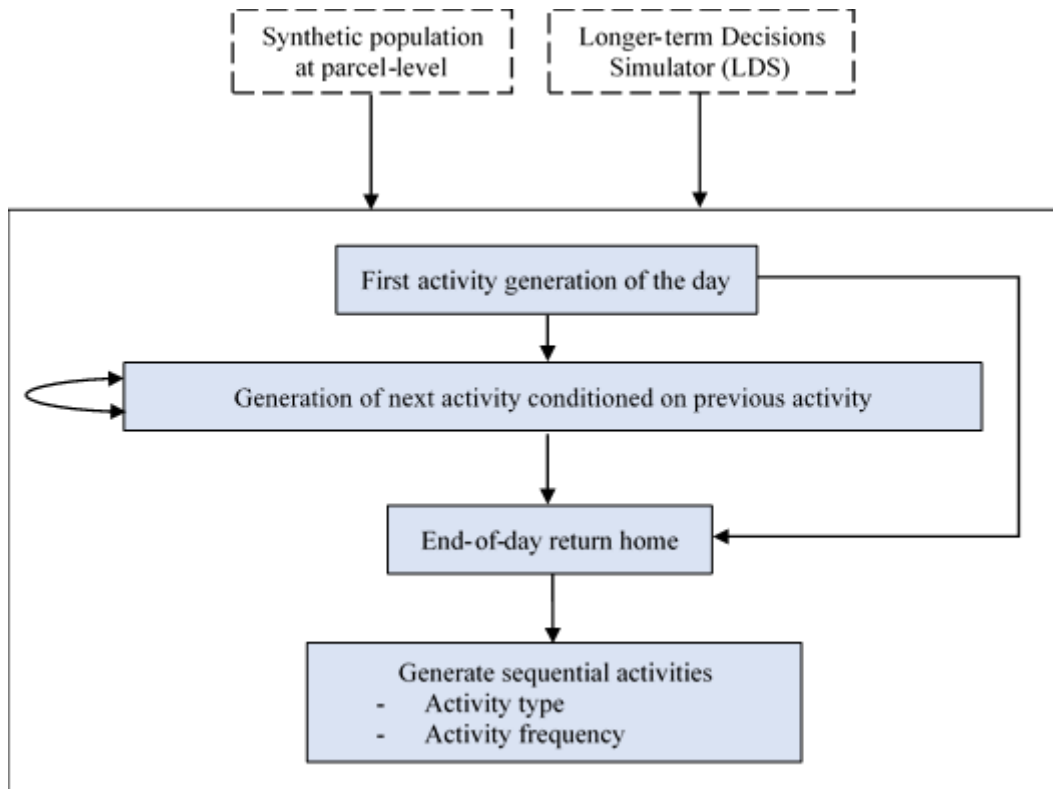 Synthetic population
at parcel-level
Longer-term Decisions
Simulator (LDS)
First activity generation of the day
Generation of next activity conditioned on previous activity
End-of-day return home
Generate sequential activities
- Activity type
- Activity frequency